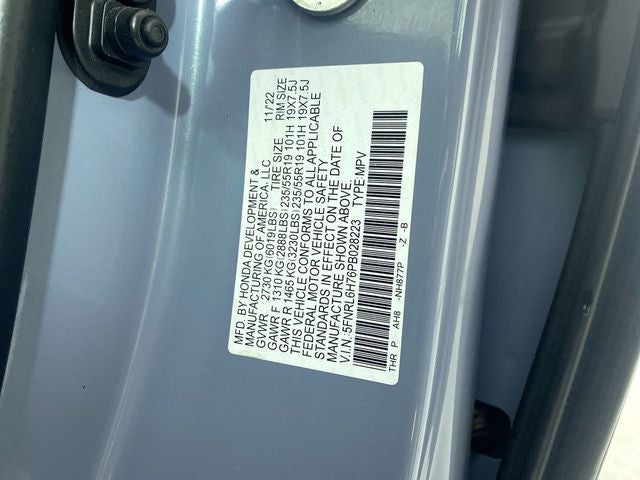 MFD. BY HONDA DEVELOPMENT &
MANUFACTURING OF AMERICA, LLC 11/22
GVWR 2730 KG(6019LBS) TIRE SIZE RIM SIZE
GAWR F 1310 KG(2888LBS) 235/55R19 101H 19X7.5J
GAWR R 1465 KG(3230LBS) 235/55R19 101H 19X7.5J
THIS VEHICLE CONFORMS TO ALL APPLICABLE
FEDERAL MOTOR VEHICLE SAFETY
STANDARDS IN EFFECT ON THE DATE OF
MANUFACTURE SHOWN ABOVE.
V.I.N:5FNRL6H76PB028223 TYPE:MPV
THR P AH8 -NH877P -Z -B